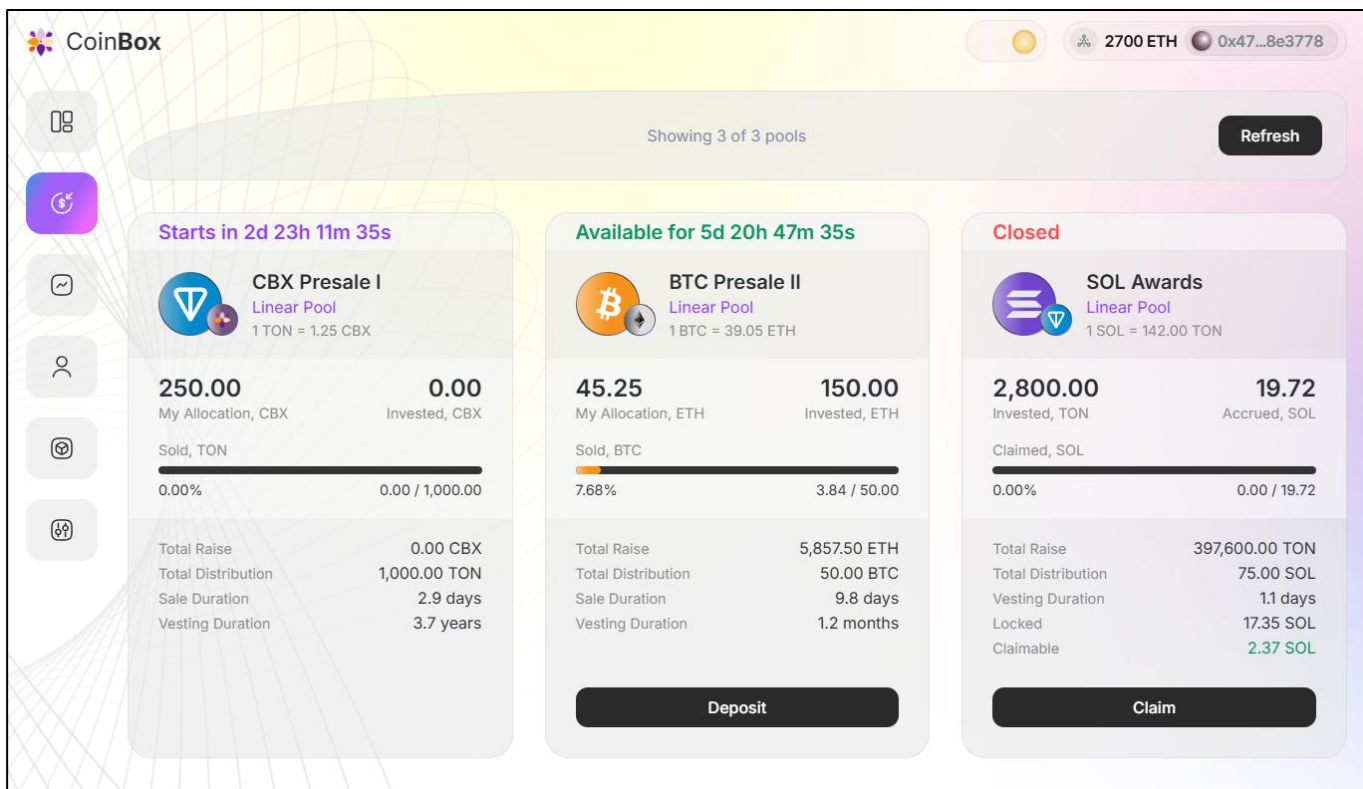 CoinBox
2700 ETH 0x47...8e3778
Showing 3 of 3 pools
Refresh
Starts in 2d 23h 11m 35s
CBX Presale I
Linear Pool
1 TON = 1.25 CBX
250.00 0.00
My Allocation, CBX Invested, CBX
Sold, TON
0.00% 0.00 / 1,000.00
Total Raise 0.00 CBX
Total Distribution 1,000.00 TON
Sale Duration 2.9 days
Vesting Duration 3.7 years
Available for 5d 20h 47m 35s
BTC Presale II
Linear Pool
1 BTC = 39.05 ETH
45.25 150.00
My Allocation, ETH Invested, ETH
Sold, BTC
7.68% 3.84 / 50.00
Total Raise 5,857.50 ETH
Total Distribution 50.00 BTC
Sale Duration 9.8 days
Vesting Duration 1.2 months
Deposit
Closed
SOL Awards
Linear Pool
1 SOL = 142.00 TON
2,800.00 19.72
Invested, TON Accrued, SOL
Claimed, SOL
0.00% 0.00 / 19.72
Total Raise 397,600.00 TON
Total Distribution 75.00 SOL
Vesting Duration 1.1 days
Locked 17.35 SOL
Claimable 2.37 SOL
Claim